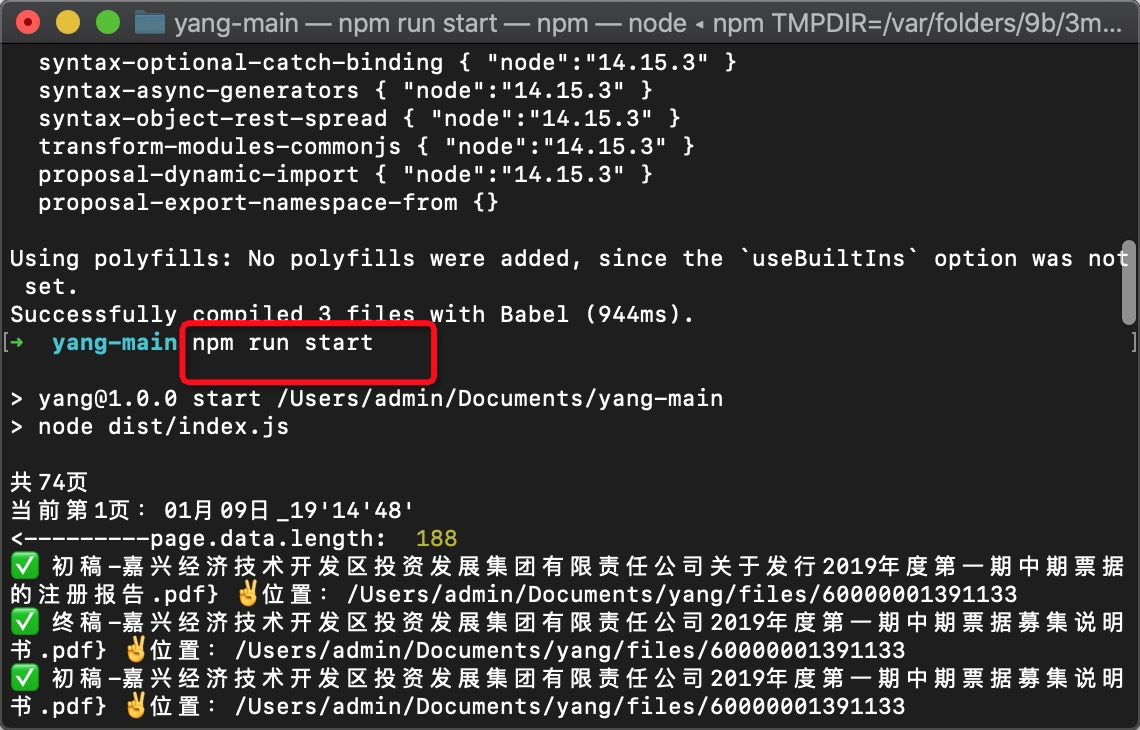 yang-main — npm run start — npm — node ◂ npm TMPDIR=/var/folders/9b/3m...
syntax-optional-catch-binding { "node":"14.15.3" }
syntax-async-generators { "node":"14.15.3" }
syntax-object-rest-spread { "node":"14.15.3" }
transform-modules-commonjs { "node":"14.15.3" }
proposal-dynamic-import { "node":"14.15.3" }
proposal-export-namespace-from {}
Using polyfills: No polyfills were added, since the `useBuiltIns` option was not
set.
Successfully compiled 3 files with Babel (944ms).
[➜ yang-main npm run start ]
> yang@1.0.0 start /Users/admin/Documents/yang-main
> node dist/index.js
共74页
当前第1页: 01月09日_19'14'48'
<---------page.data.length: 188
✅ 初稿-嘉兴经济技术开发区投资发展集团有限责任公司关于发行2019年度第一期中期票据
的注册报告.pdf} ✌位置: /Users/admin/Documents/yang/files/60000001391133
✅ 终稿-嘉兴经济技术开发区投资发展集团有限责任公司2019年度第一期中期票据募集说明
书.pdf} ✌位置: /Users/admin/Documents/yang/files/60000001391133
✅ 初稿-嘉兴经济技术开发区投资发展集团有限责任公司2019年度第一期中期票据募集说明
书.pdf} ✌位置: /Users/admin/Documents/yang/files/60000001391133